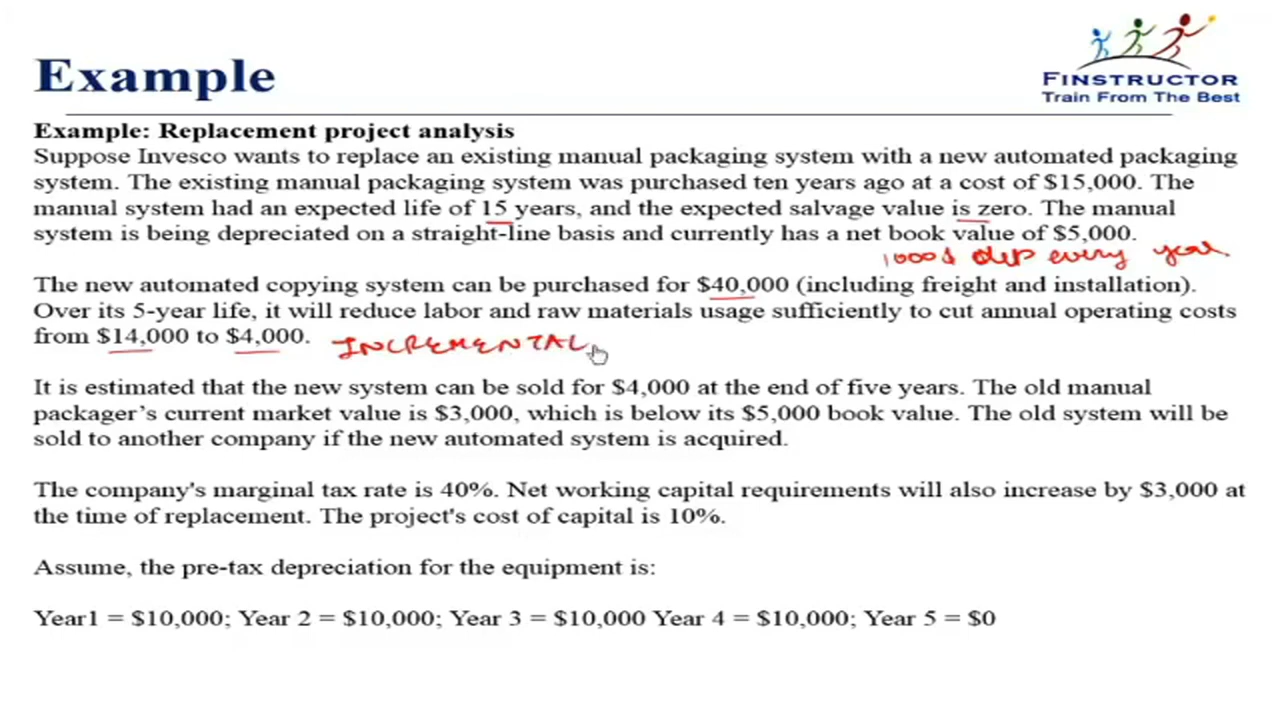 Example
FINSTRUCTOR
Train From The Best
Example: Replacement project analysis
Suppose Invesco wants to replace an existing manual packaging system with a new automated packaging
system. The existing manual packaging system was purchased ten years ago at a cost of $15,000. The
manual system had an expected life of 15 years, and the expected salvage value is zero. The manual
system is being depreciated on a straight-line basis and currently has a net book value of $5,000.
1000$ dep every year
The new automated copying system can be purchased for $40,000 (including freight and installation).
Over its 5-year life, it will reduce labor and raw materials usage sufficiently to cut annual operating costs
from $14,000 to $4,000. INCREMENTAL
It is estimated that the new system can be sold for $4,000 at the end of five years. The old manual
packager's current market value is $3,000, which is below its $5,000 book value. The old system will be
sold to another company if the new automated system is acquired.
The company's marginal tax rate is 40%. Net working capital requirements will also increase by $3,000 at
the time of replacement. The project's cost of capital is 10%.
Assume, the pre-tax depreciation for the equipment is:
Year1 = $10,000; Year 2 = $10,000; Year 3 = $10,000 Year 4 = $10,000; Year 5 = $0